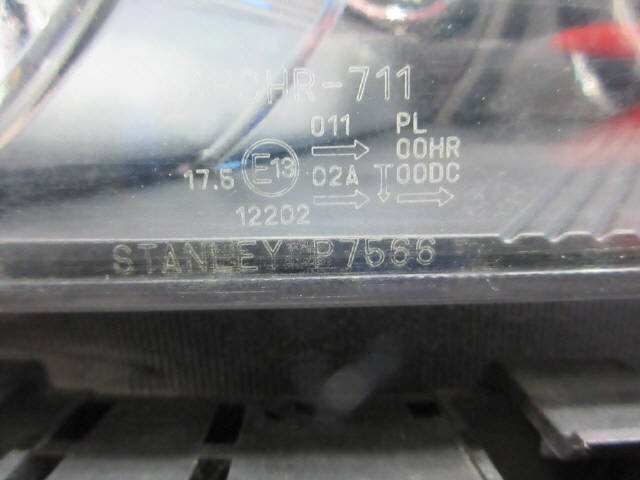 HR-711
011 PL
00HR
17.5 E13 02A 00DC
12202
STANLEY P7566